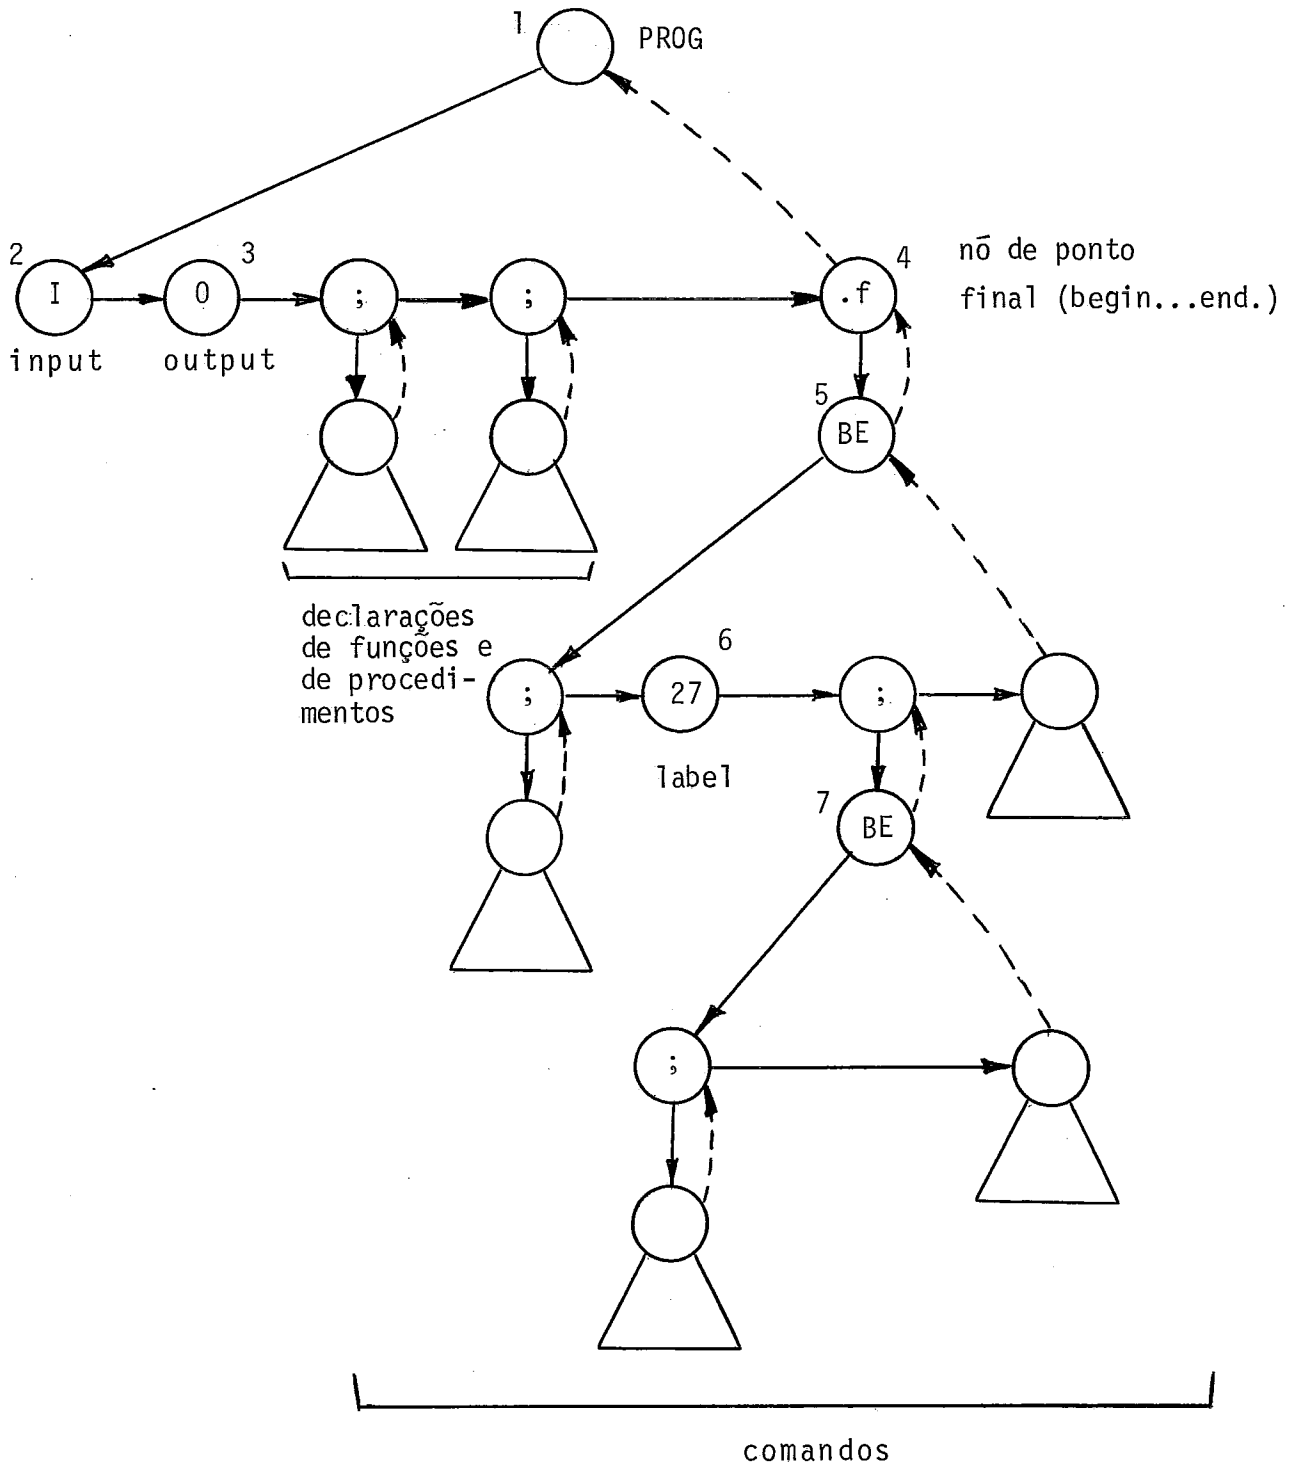 1
PROG
2
3
4
nó de ponto
final (begin...end.)
I
O
;
;
.f
input
output
5
BE
declarações
de funções e
de procedi-
mentos
6
;
27
;
label
7
BE
;
comandos